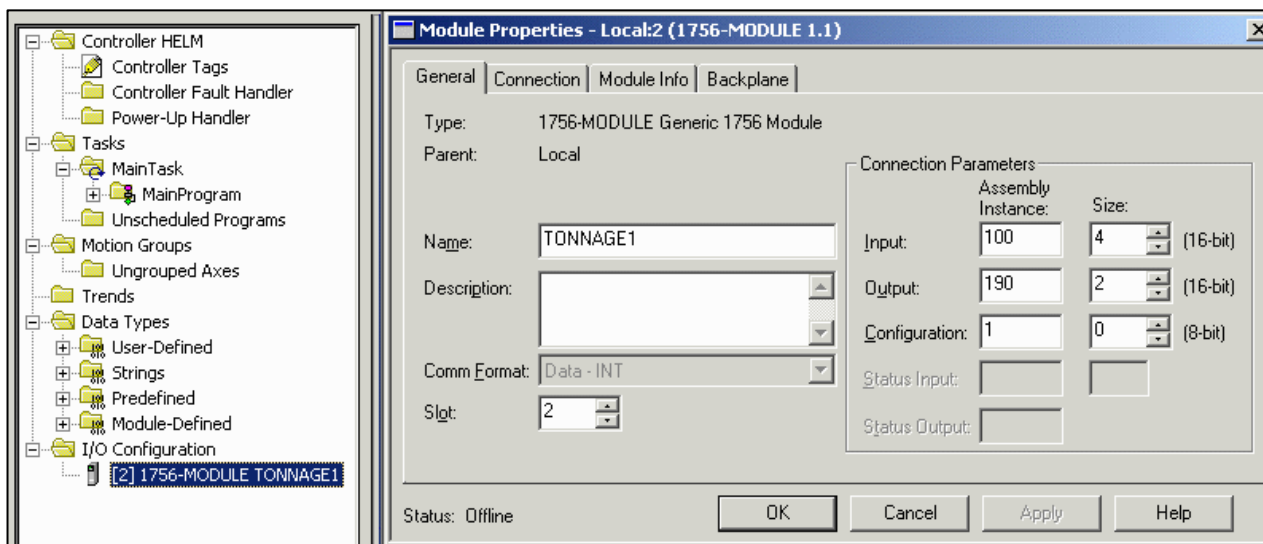 Controller HELM
Controller Tags
Controller Fault Handler
Power-Up Handler
Tasks
MainTask
MainProgram
Unscheduled Programs
Motion Groups
Ungrouped Axes
Trends
Data Types
User-Defined
Strings
Predefined
Module-Defined
I/O Configuration
[2] 1756-MODULE TONNAGE1
Module Properties - Local:2 (1756-MODULE 1.1)
General Connection Module Info Backplane
Type: 1756-MODULE Generic 1756 Module
Parent: Local
Name: TONNAGE1
Description:
Comm Format: Data - INT
Slot: 2
Connection Parameters
Assembly
Instance: Size:
Input: 100 4 (16-bit)
Output: 190 2 (16-bit)
Configuration: 1 0 (8-bit)
Status Input:
Status Output:
Status: Offline
OK Cancel Apply Help